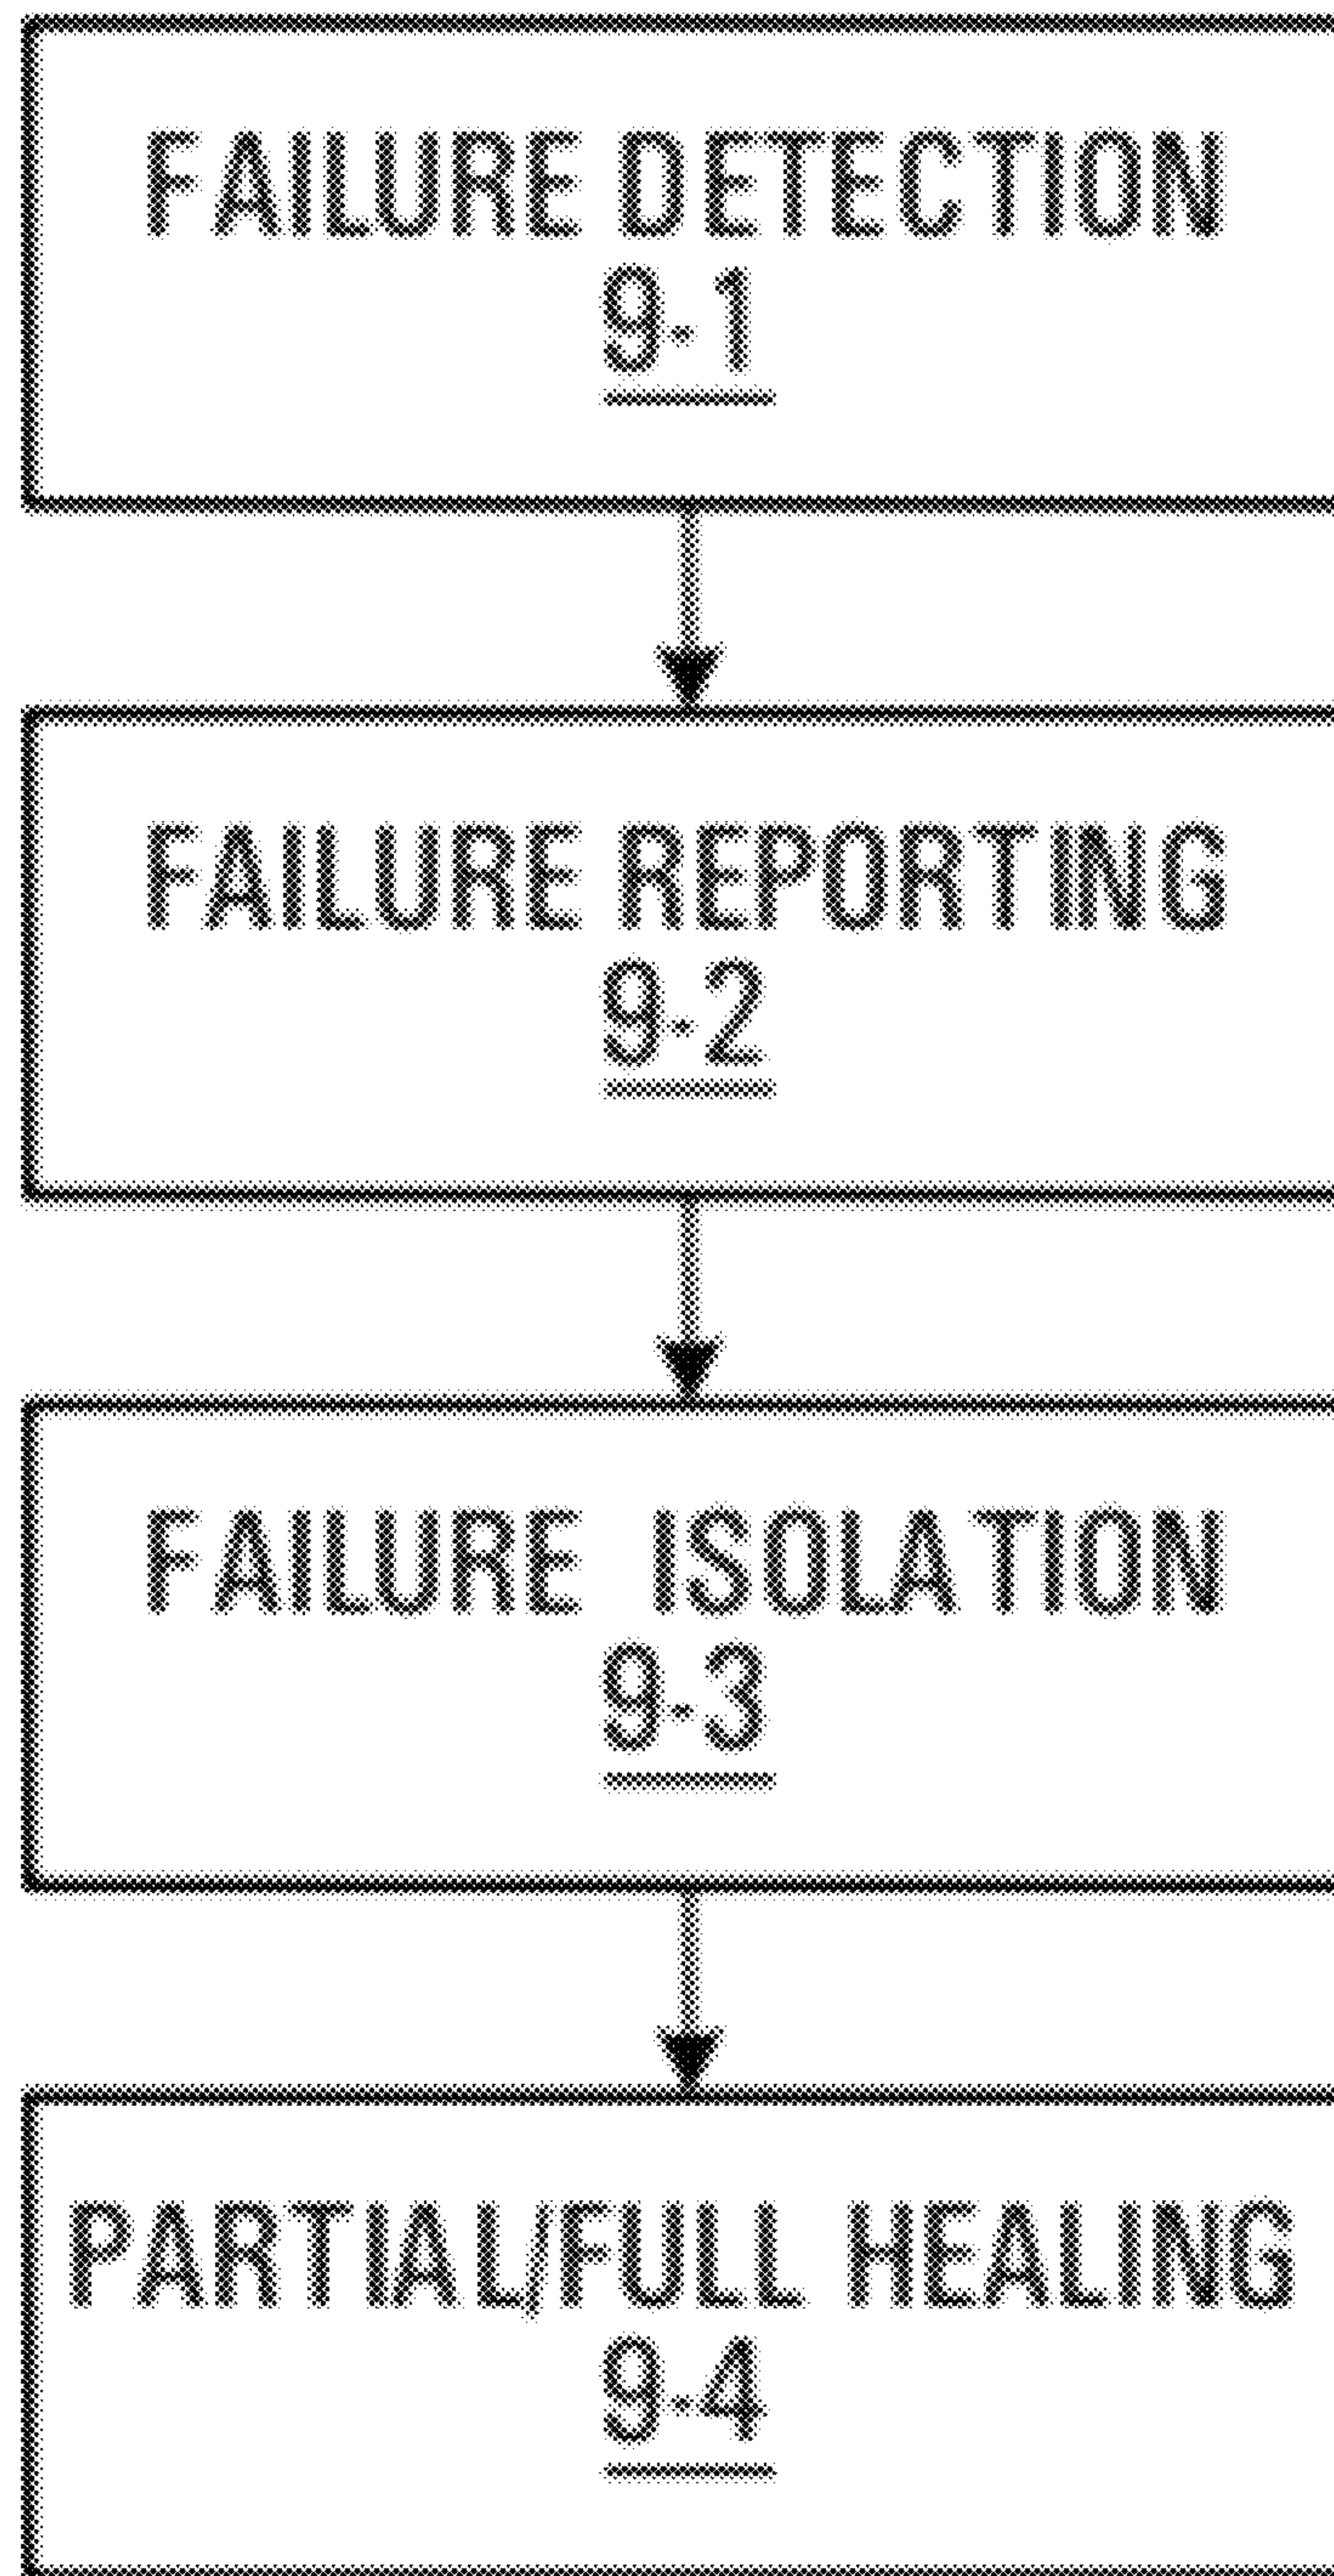 FAILURE DETECTION
9-1
FAILURE REPORTING
9-2
FAILURE ISOLATION
9-3
PARTIAL/FULL HEALING
9-4